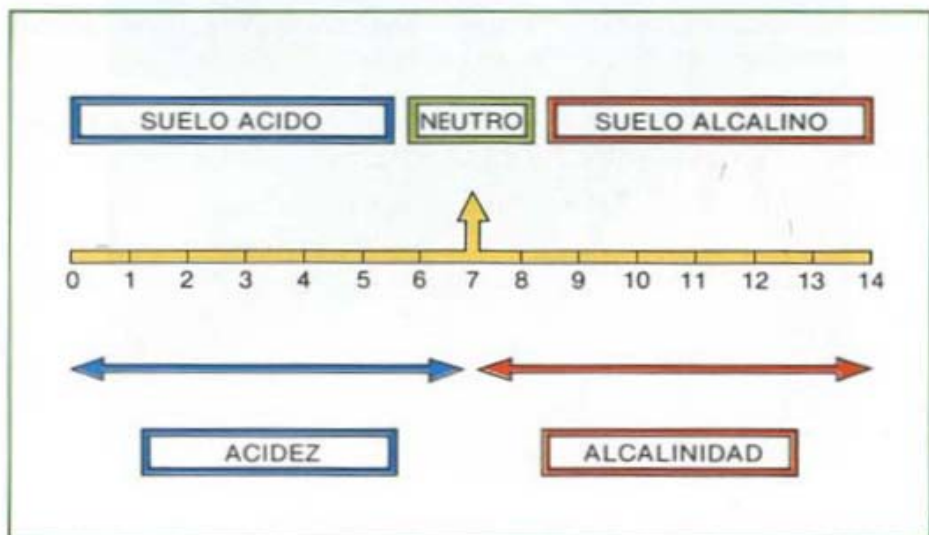 SUELO ACIDO NEUTRO SUELO ALCALINO
0 1 2 3 4 5 6 7 8 9 10 11 12 13 14
ACIDEZ ALCALINIDAD